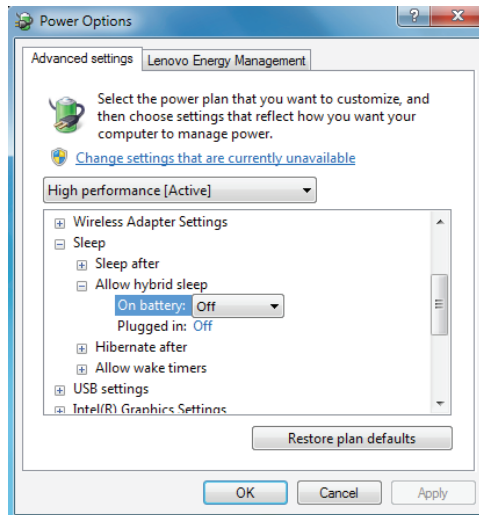 Power Options
Advanced settings Lenovo Energy Management
Select the power plan that you want to customize, and
then choose settings that reflect how you want your
computer to manage power.
Change settings that are currently unavailable
High performance [Active]
Wireless Adapter Settings
Sleep
Sleep after
Allow hybrid sleep
On battery: Off
Plugged in: Off
Hibernate after
Allow wake timers
USB settings
Intel(R) Graphics Settings
Restore plan defaults
OK Cancel Apply